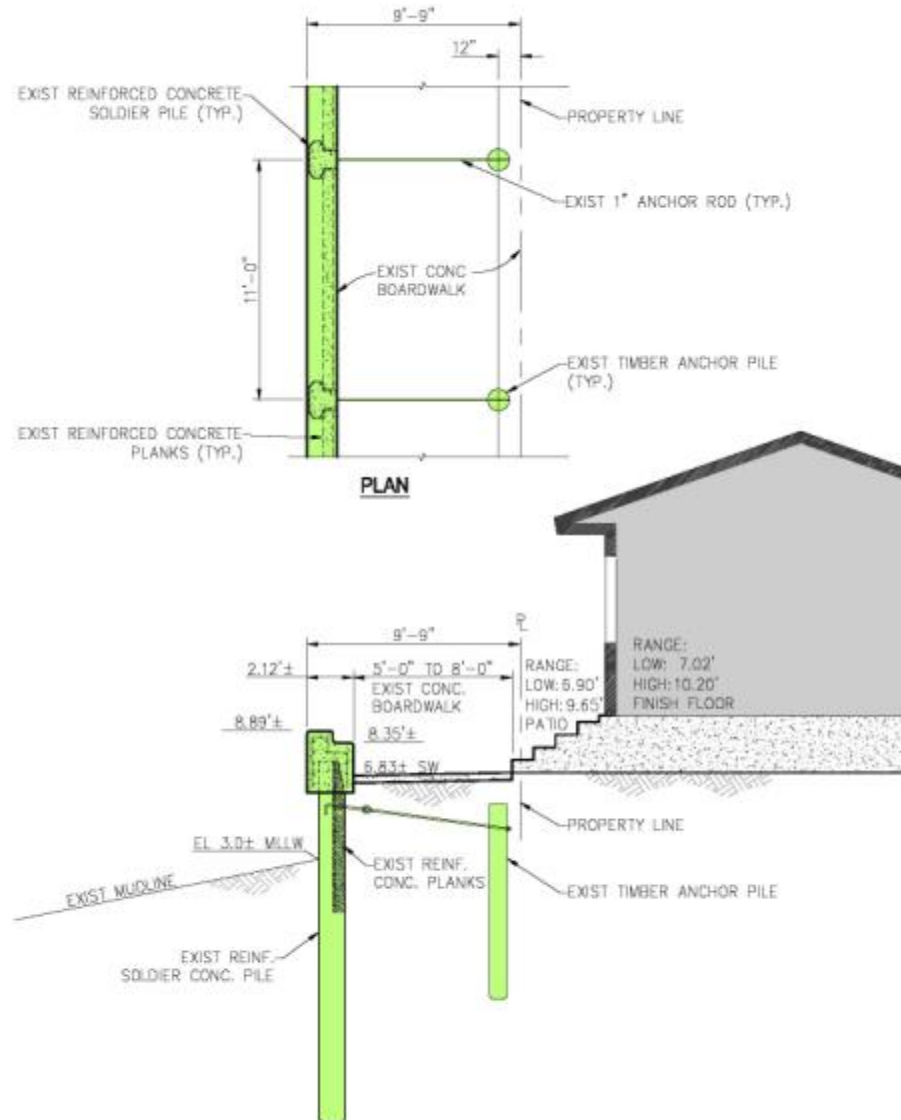 9'-9"
12"
EXIST REINFORCED CONCRETE
SOLDIER PILE (TYP.)
PROPERTY LINE
EXIST 1" ANCHOR ROD (TYP.)
11'-0"
EXIST CONC
BOARDWALK
EXIST TIMBER ANCHOR PILE
(TYP.)
EXIST REINFORCED CONCRETE
PLANKS (TYP.)
PLAN
PL
9'-9"
2.12'±
5'-0" TO 8'-0"
EXIST CONC.
BOARDWALK
RANGE:
LOW: 6.90'
HIGH: 9.65'
PATIO
RANGE:
LOW: 7.02'
HIGH: 10.20'
FINISH FLOOR
8.89'±
8.35'±
6.83± SW
PROPERTY LINE
EL 3.0± MLLW
EXIST REINF.
CONC. PLANKS
EXIST MUDLINE
EXIST TIMBER ANCHOR PILE
EXIST REINF.
SOLDIER CONC. PILE